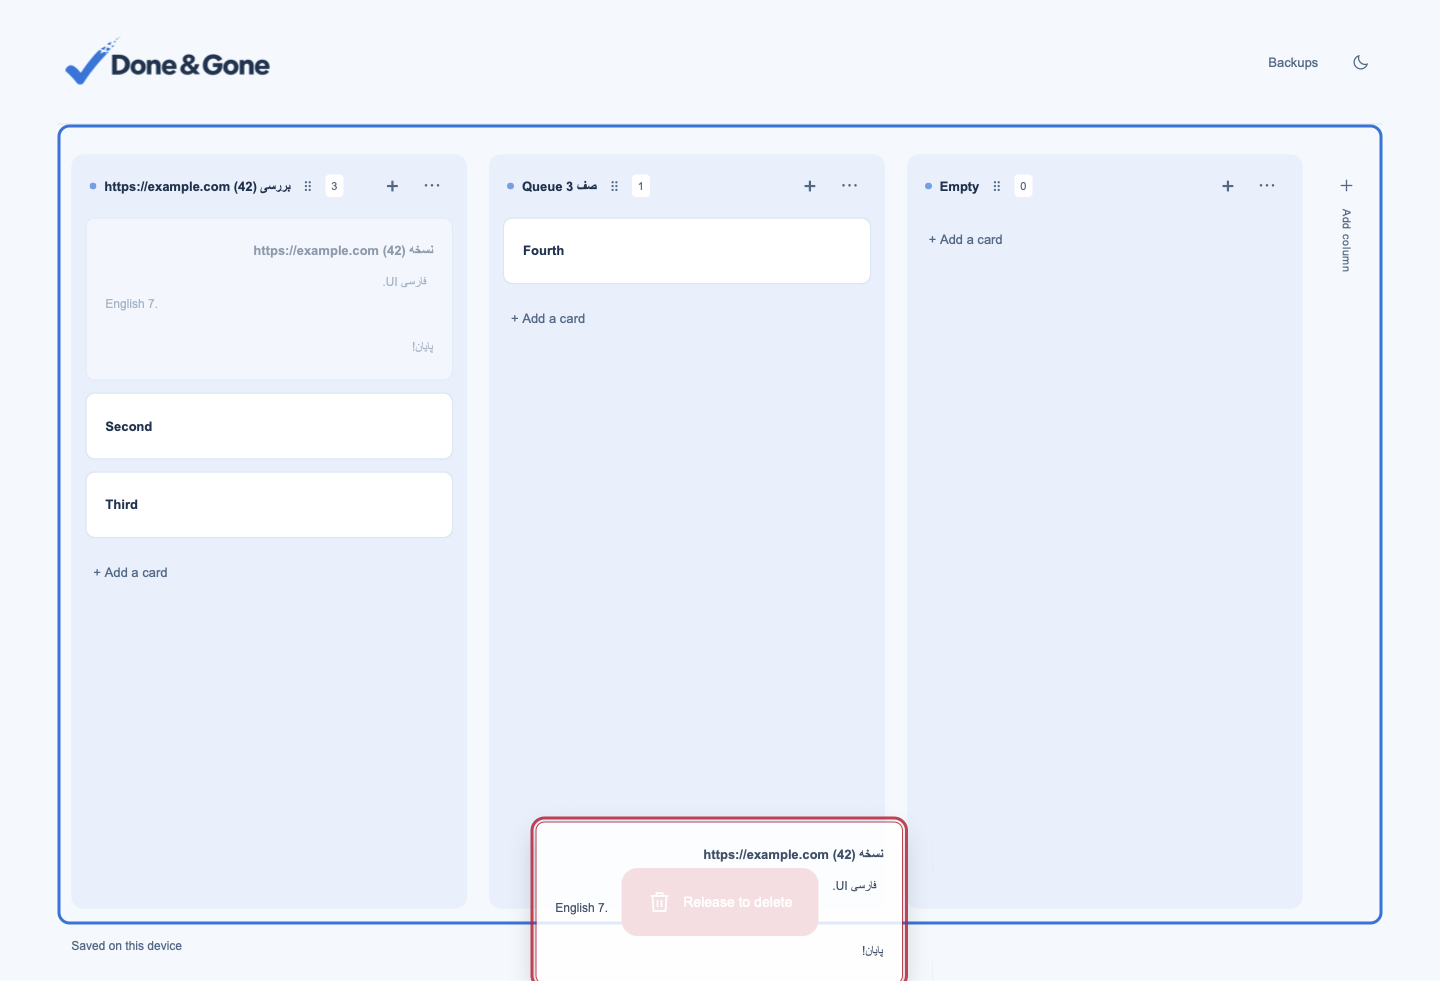 Done & Gone
Backups
بررسی (42) https://example.com
3
نسخه (42) https://example.com
فارسی UI.
English 7.
پایان!
Second
Third
+ Add a card
Queue 3 صف
1
Fourth
+ Add a card
Empty
0
+ Add a card
Add column
نسخه (42) https://example.com
فارسی UI.
English 7.
Release to delete
پایان!
Saved on this device